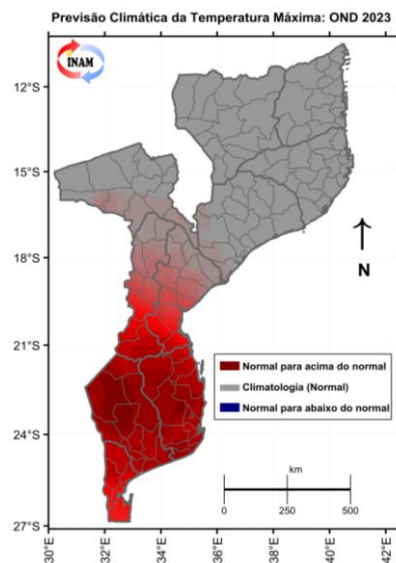 Previsão Climática da Temperatura Máxima: OND 2023
INAM
12°S
15°S
18°S
21°S
24°S
27°S
N
Normal para acima do normal
Climatologia (Normal)
Normal para abaixo do normal
km
0 250 500
30°E 32°E 34°E 36°E 38°E 40°E 42°E